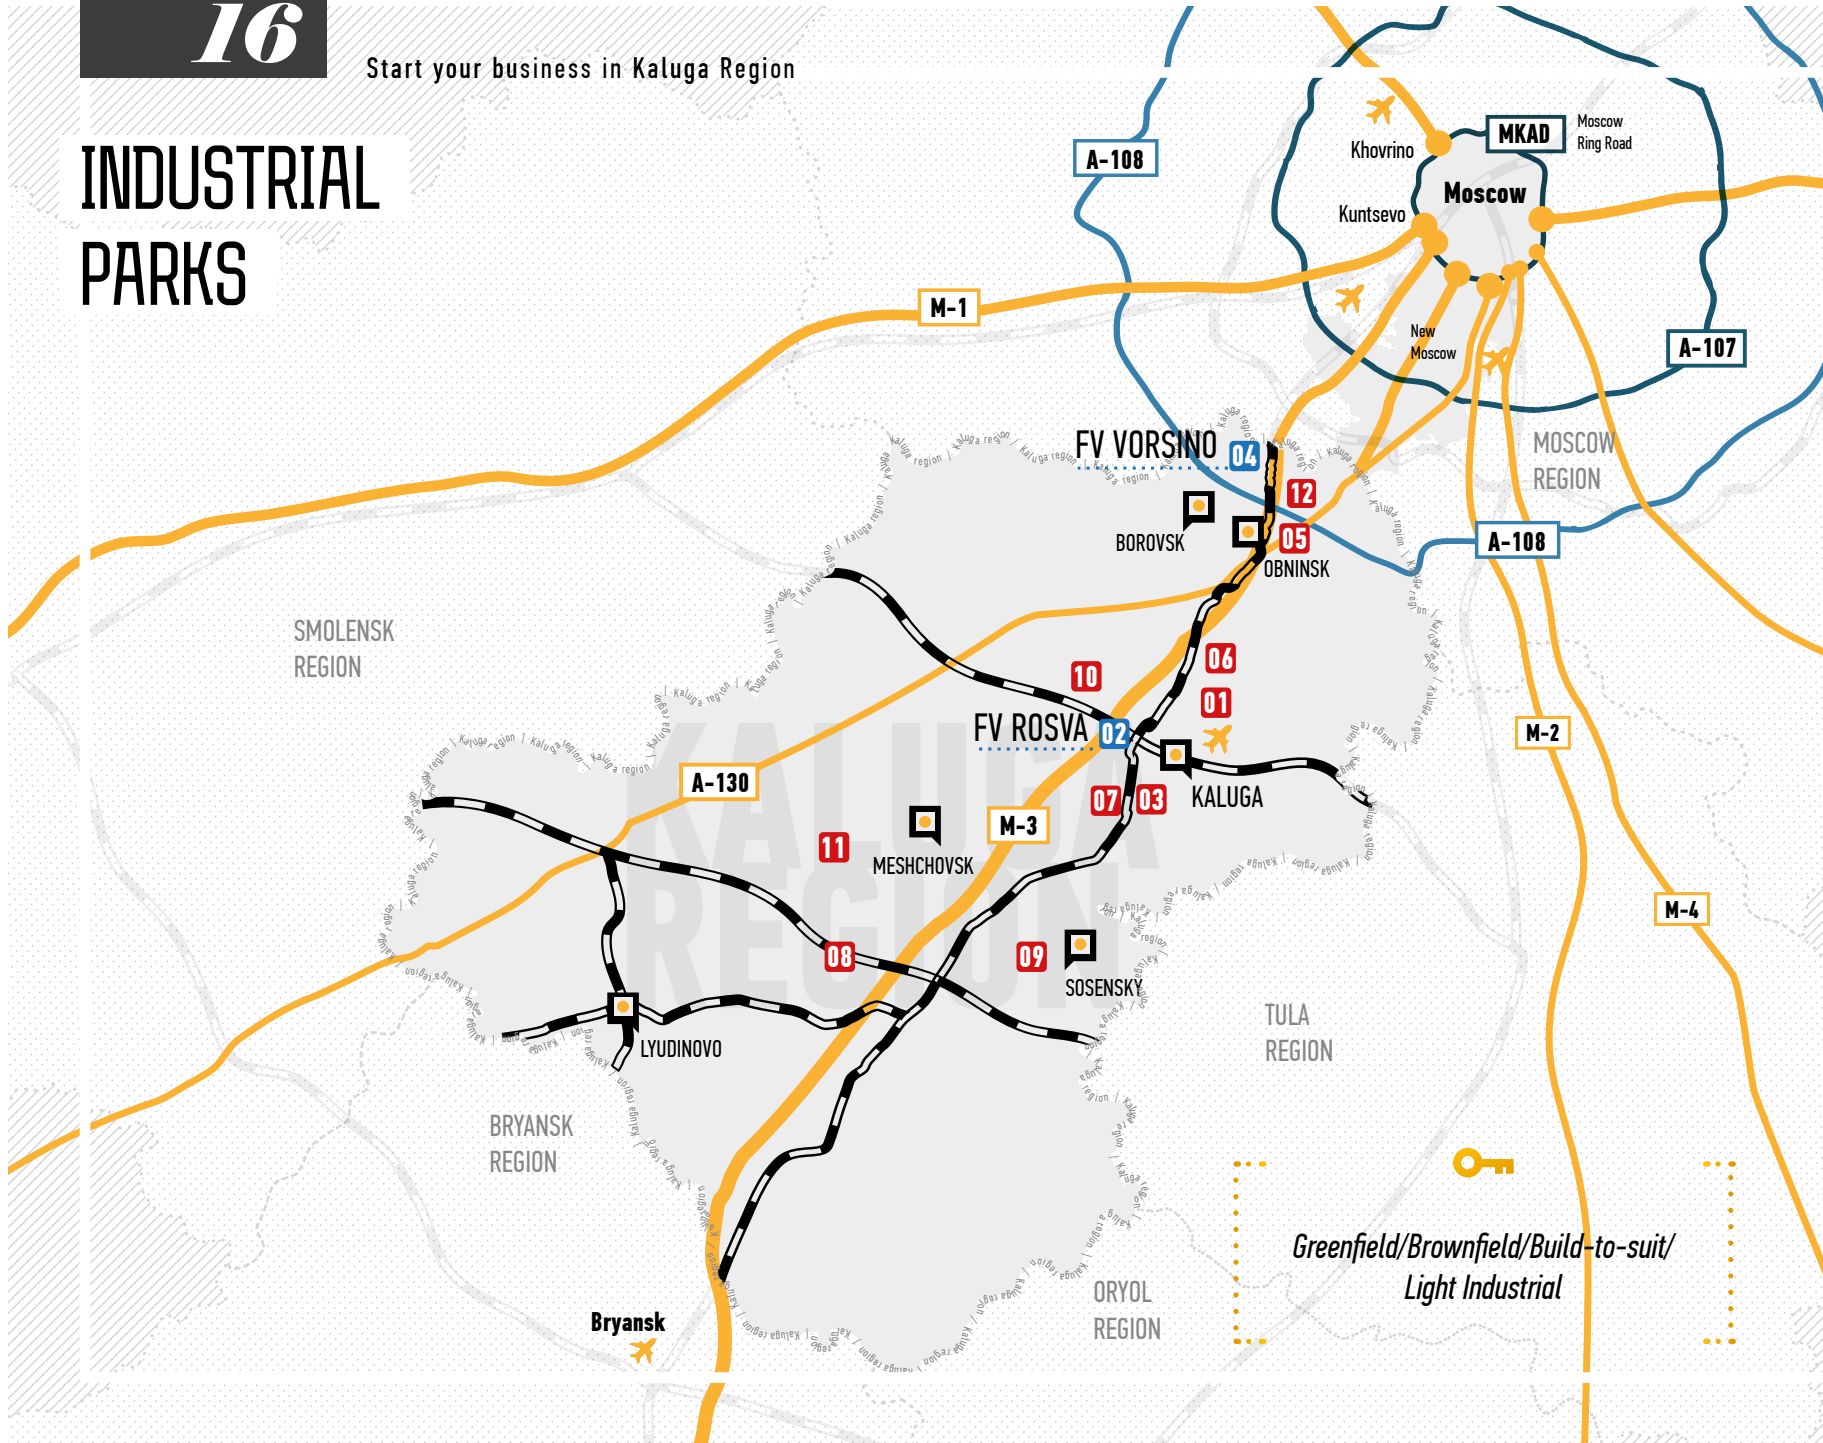 16
Start your business in Kaluga Region
INDUSTRIAL
PARKS
A-108
Khovrino
MKAD
Moscow
Ring Road
Moscow
Kuntsevo
M-1
New
Moscow
A-107
FV VORSINO
04
MOSCOW
REGION
12
BOROVSK
05
OBNINSK
A-108
SMOLENSK
REGION
06
10
01
FV ROSVA
02
M-2
KALUGA
REGION
A-130
07
03
KALUGA
M-3
11
MESHCHOVSK
M-4
08
09
SOSENSKY
TULA
REGION
LYUDINOVO
BRYANSK
REGION
Greenfield/Brownfield/Build-to-suit/
Light Industrial
ORYOL
REGION
Bryansk